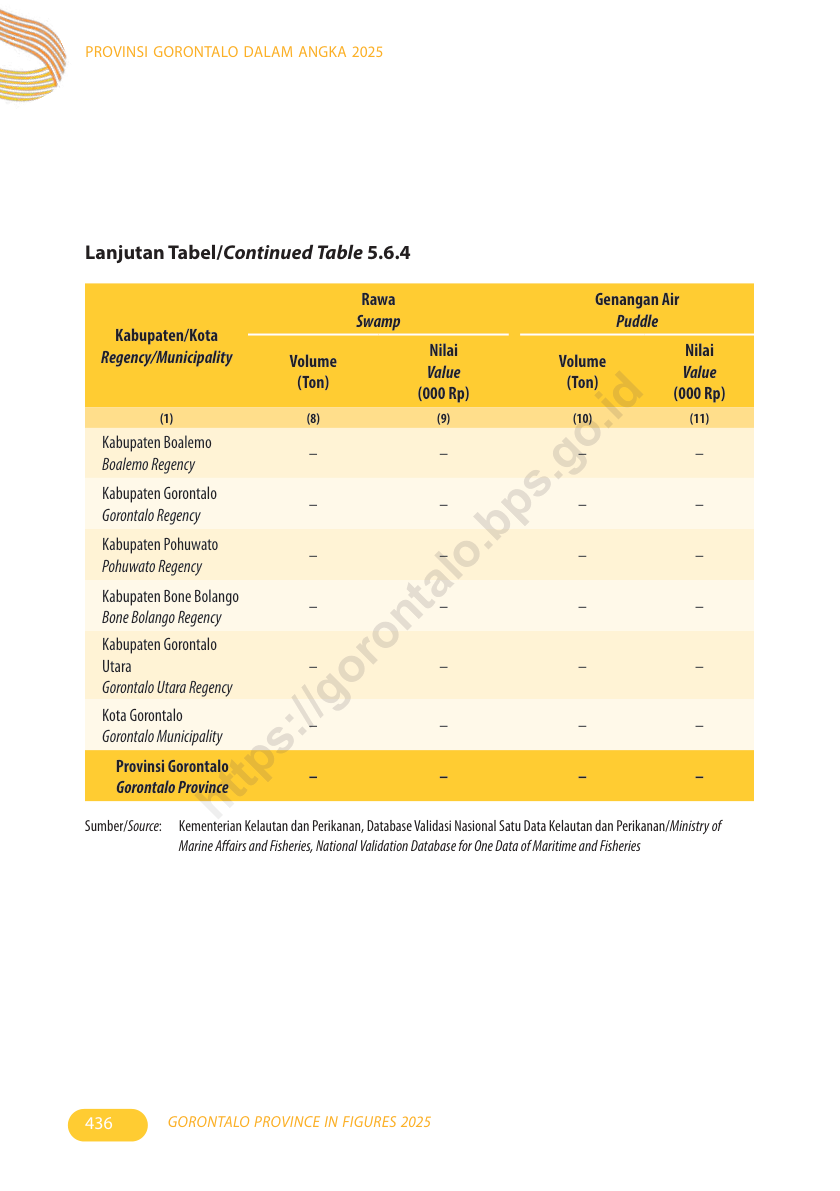 PROVINSI GORONTALO DALAM ANGKA 2025
Lanjutan Tabel/Continued Table 5.6.4
Kabupaten/Kota
Regency/Municipality
Rawa
Swamp
Genangan Air
Puddle
Volume
(Ton)
Nilai
Value
(000 Rp)
Volume
(Ton)
Nilai
Value
(000 Rp)
(1) (8) (9) (10) (11)
Kabupaten Boalemo
Boalemo Regency
– – – –
Kabupaten Gorontalo
Gorontalo Regency
– – – –
Kabupaten Pohuwato
Pohuwato Regency
– – – –
Kabupaten Bone Bolango
Bone Bolango Regency
– – – –
Kabupaten Gorontalo
Utara
Gorontalo Utara Regency
– – – –
Kota Gorontalo
Gorontalo Municipality
– – – –
Provinsi Gorontalo
Gorontalo Province
– – – –
https://gorontalo.bps.go.id
Sumber/Source: Kementerian Kelautan dan Perikanan, Database Validasi Nasional Satu Data Kelautan dan Perikanan/Ministry of
Marine Affairs and Fisheries, National Validation Database for One Data of Maritime and Fisheries
436 GORONTALO PROVINCE IN FIGURES 2025